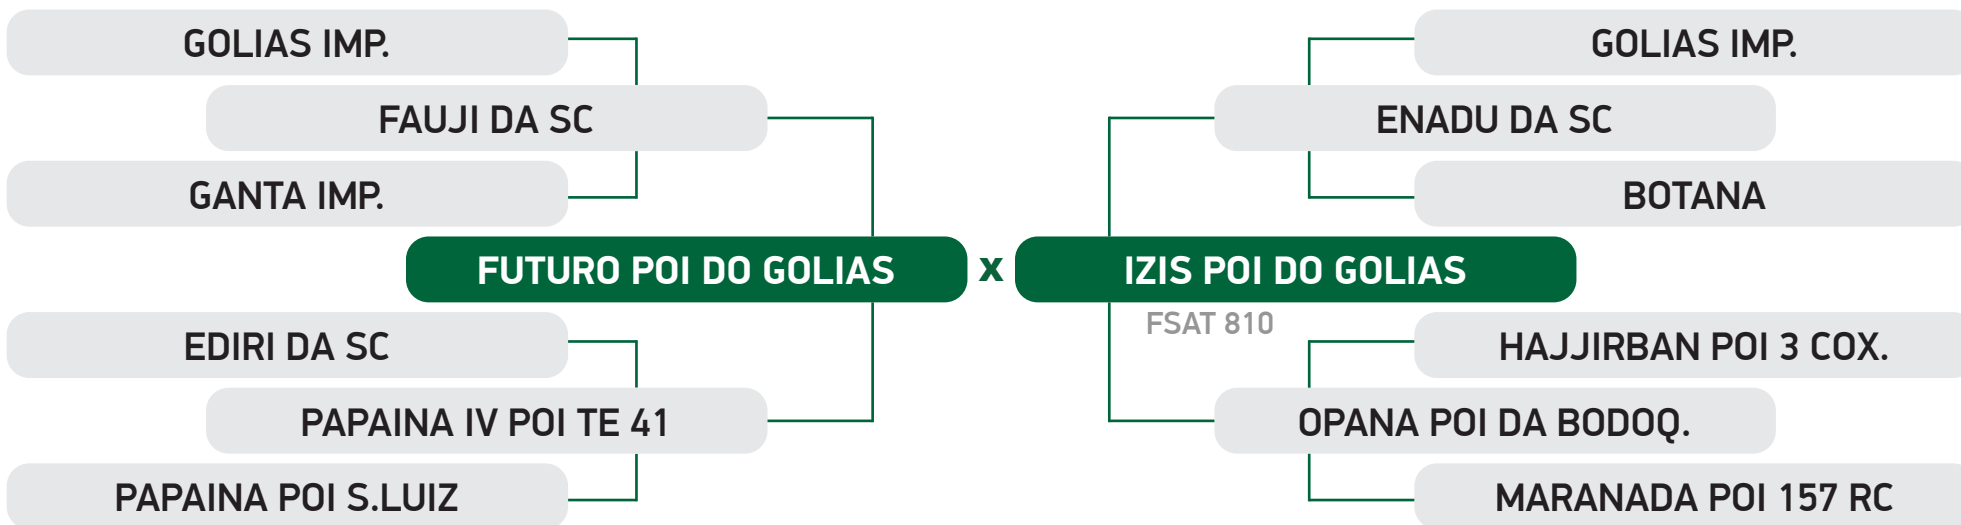 GOLIAS IMP.
GOLIAS IMP.
FAUJI DA SC
ENADU DA SC
GANTA IMP.
BOTANA
FUTURO POI DO GOLIAS x IZIS POI DO GOLIAS
FSAT 810
EDIRI DA SC
HAJJIRBAN POI 3 COX.
PAPAINA IV POI TE 41
OPANA POI DA BODOQ.
PAPAINA POI S.LUIZ
MARANADA POI 157 RC